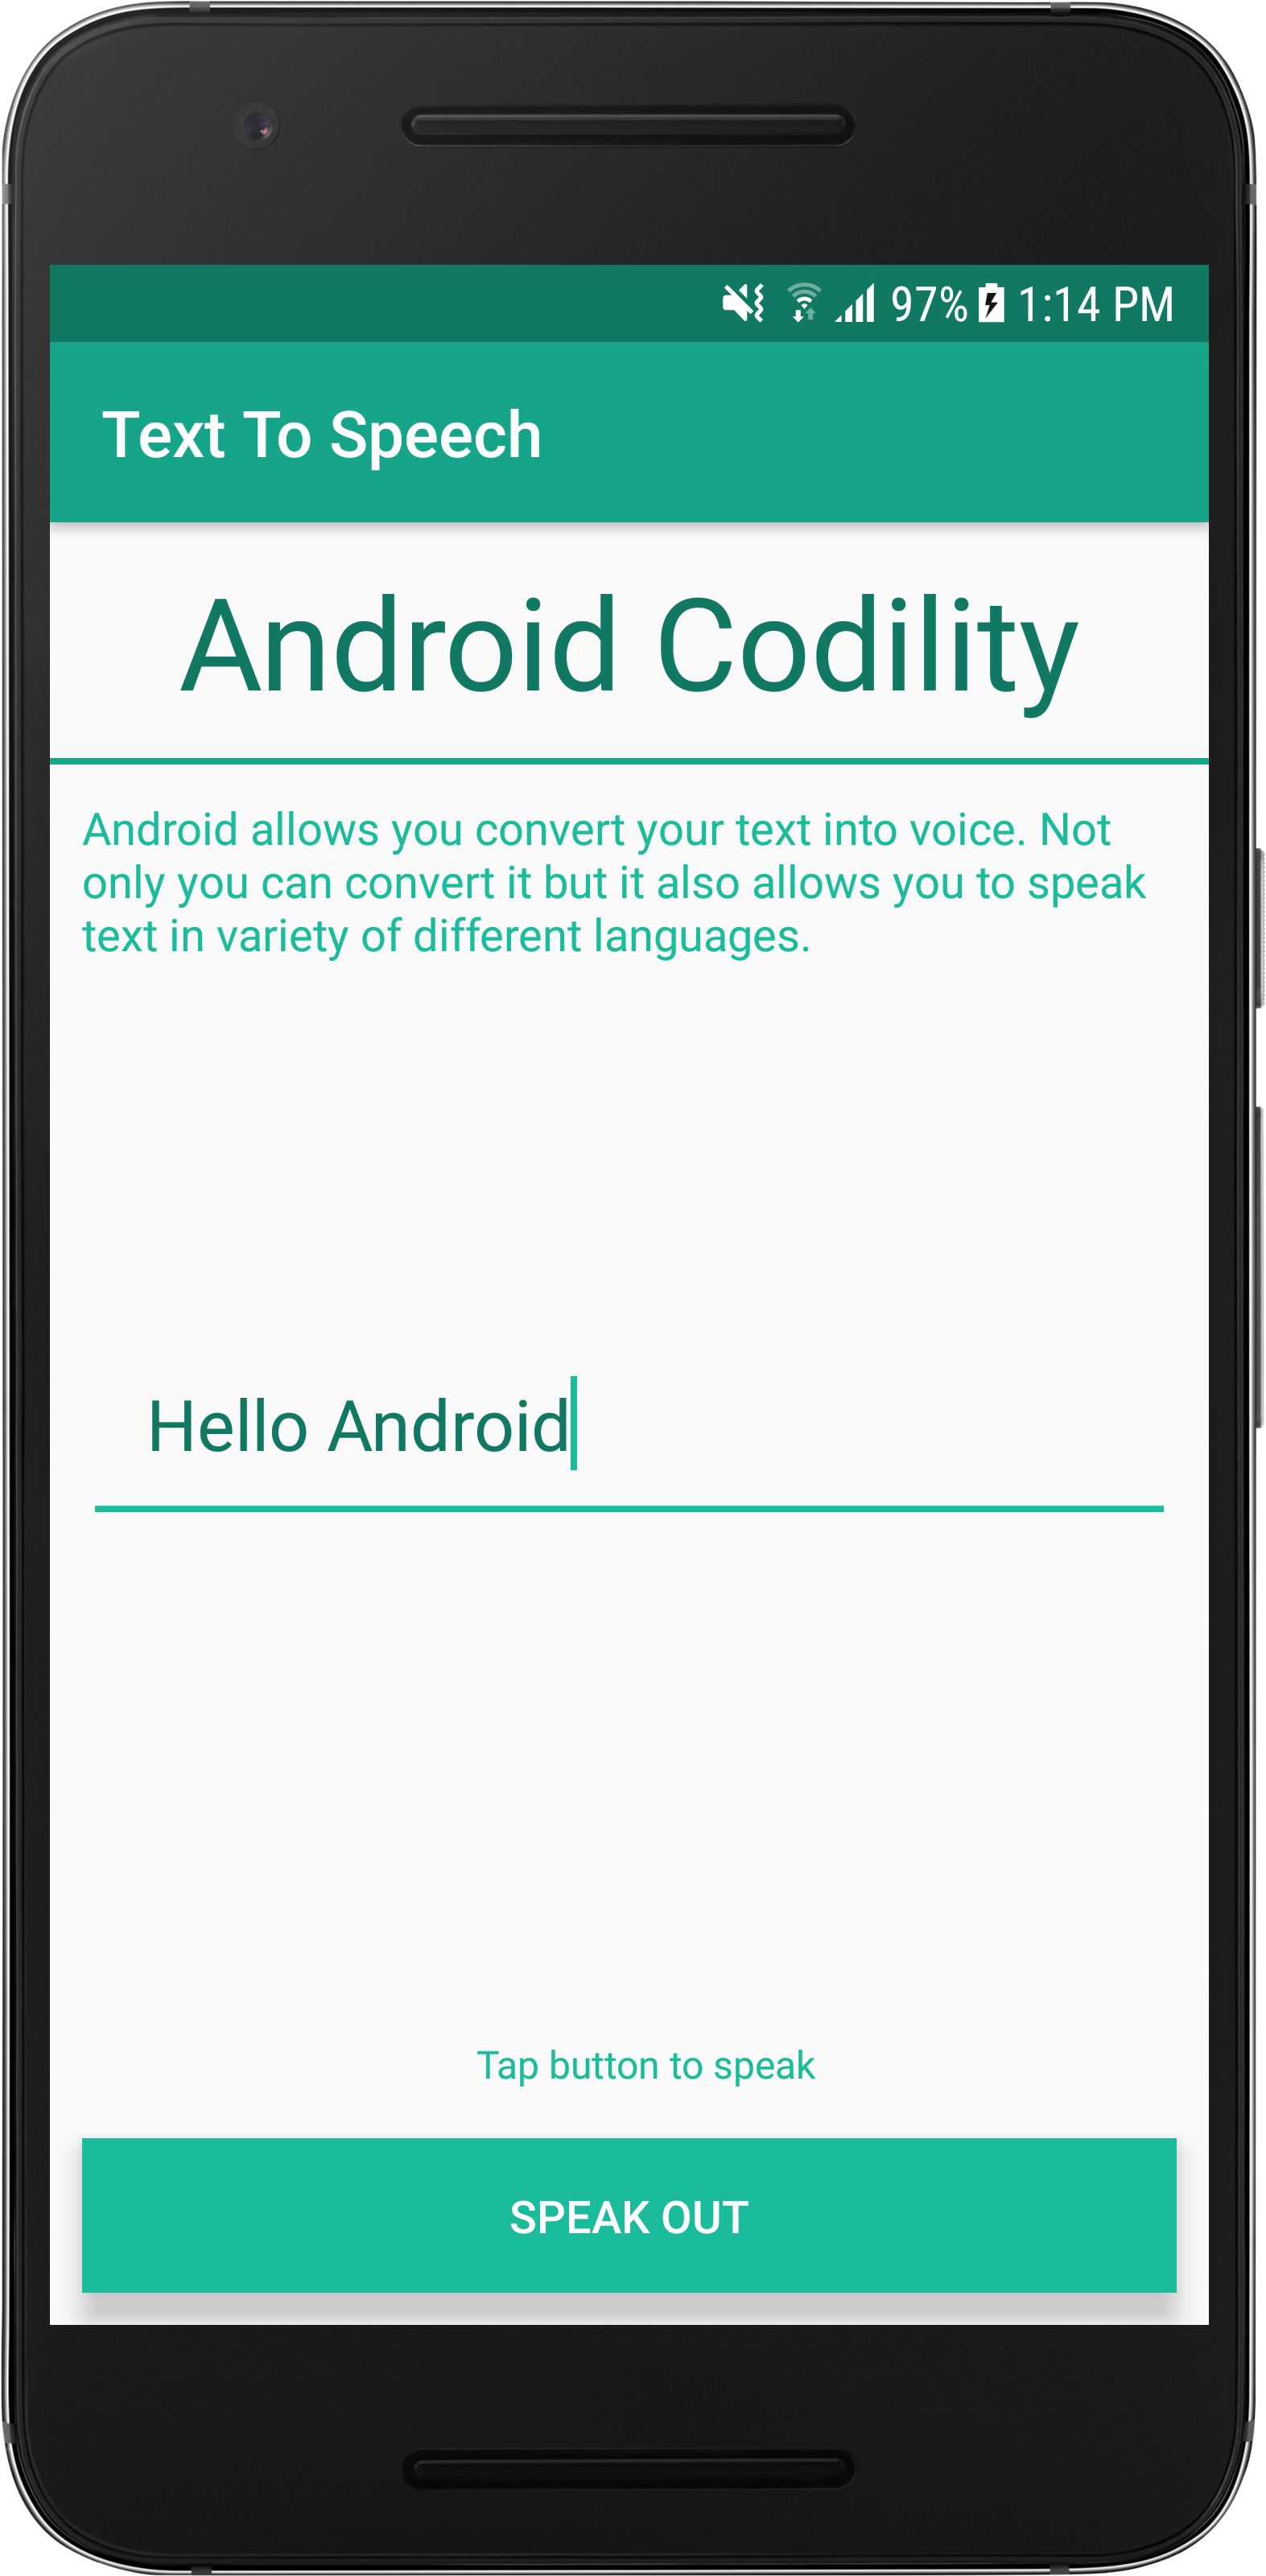 97% 1:14 PM
Text To Speech
Android Codility
Android allows you convert your text into voice. Not
only you can convert it but it also allows you to speak
text in variety of different languages.
Hello Android
Tap button to speak
SPEAK OUT